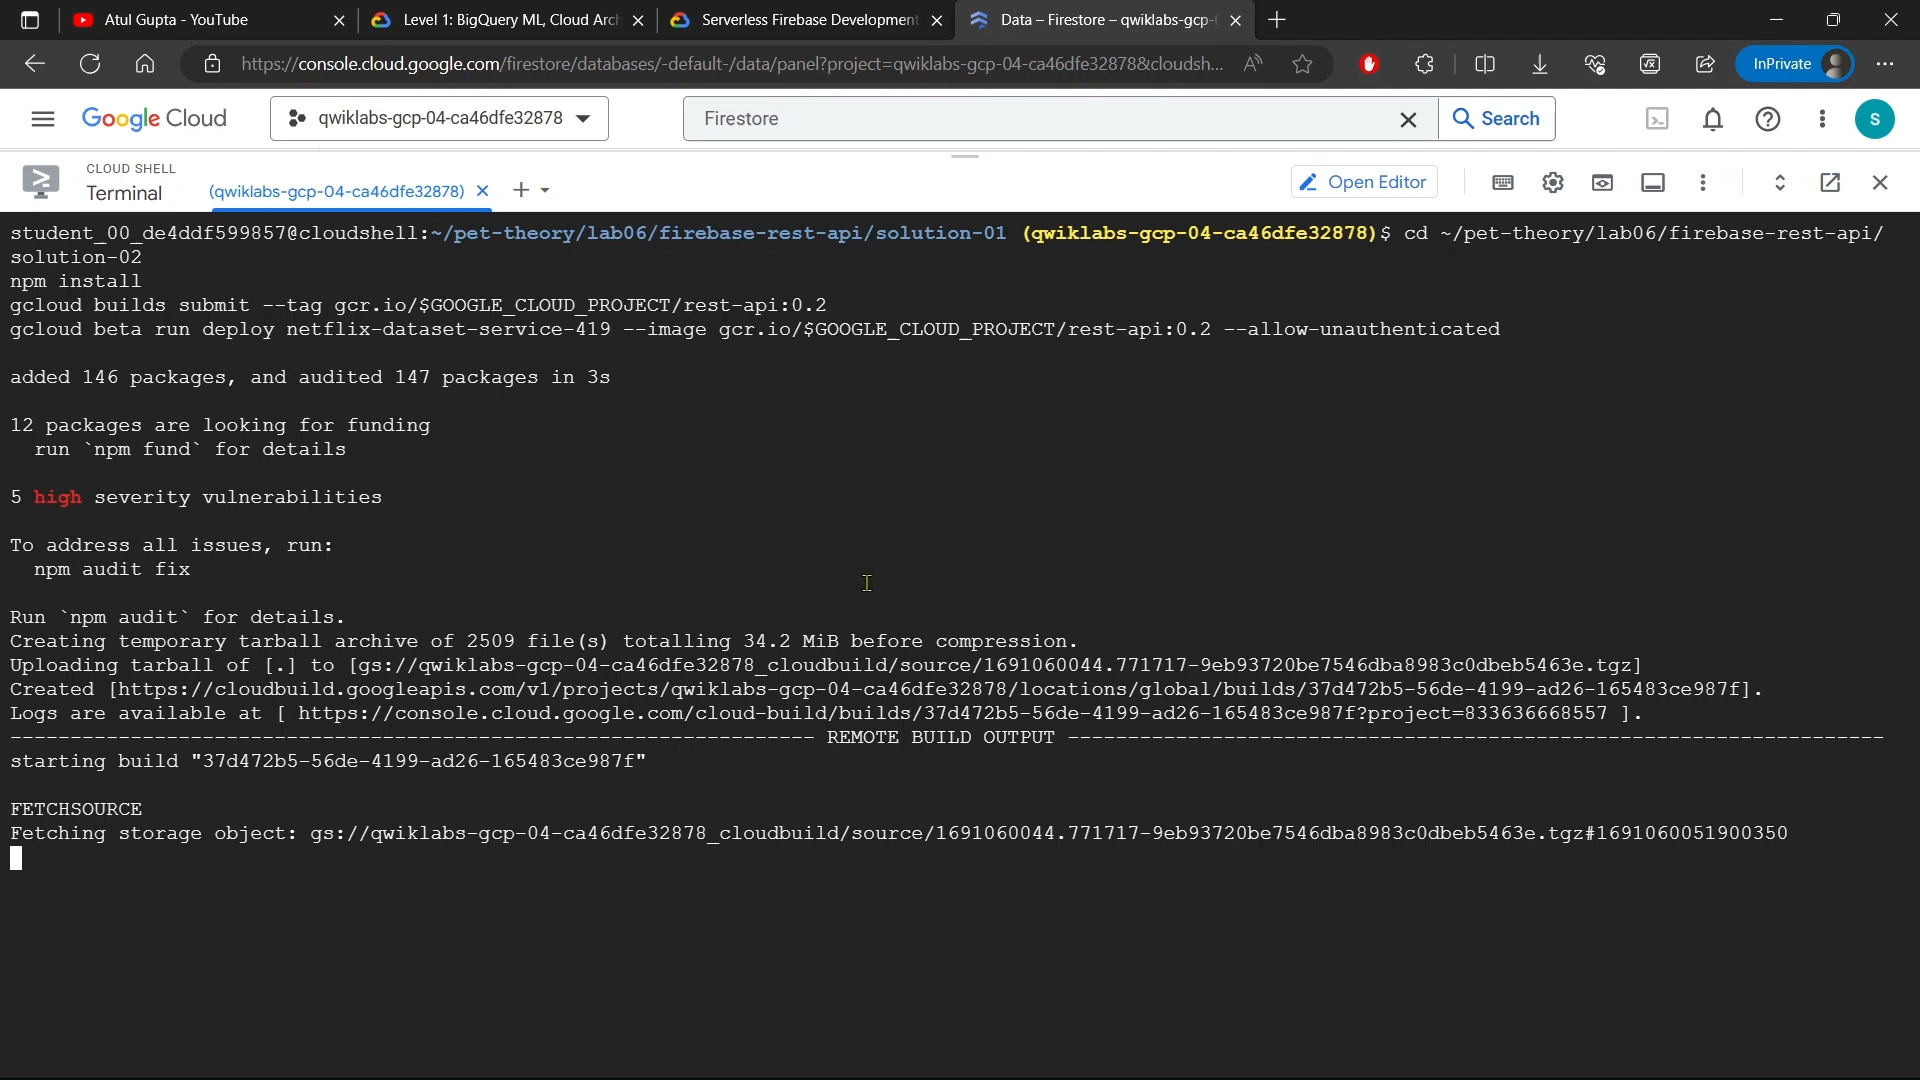 Atul Gupta - YouTube
Level 1: BigQuery ML, Cloud Arch
Serverless Firebase Development
Data – Firestore – qwiklabs-gcp-
https://console.cloud.google.com/firestore/databases/-default-/data/panel?project=qwiklabs-gcp-04-ca46dfe32878&cloudsh...
InPrivate
Google Cloud
qwiklabs-gcp-04-ca46dfe32878
Firestore
Search
S
CLOUD SHELL
Terminal
(qwiklabs-gcp-04-ca46dfe32878)
Open Editor
student_00_de4ddf599857@cloudshell:~/pet-theory/lab06/firebase-rest-api/solution-01 (qwiklabs-gcp-04-ca46dfe32878)$ cd ~/pet-theory/lab06/firebase-rest-api/
solution-02
npm install
gcloud builds submit --tag gcr.io/$GOOGLE_CLOUD_PROJECT/rest-api:0.2
gcloud beta run deploy netflix-dataset-service-419 --image gcr.io/$GOOGLE_CLOUD_PROJECT/rest-api:0.2 --allow-unauthenticated
added 146 packages, and audited 147 packages in 3s
12 packages are looking for funding
run `npm fund` for details
5 high severity vulnerabilities
To address all issues, run:
npm audit fix
Run `npm audit` for details.
Creating temporary tarball archive of 2509 file(s) totalling 34.2 MiB before compression.
Uploading tarball of [.] to [gs://qwiklabs-gcp-04-ca46dfe32878_cloudbuild/source/1691060044.771717-9eb93720be7546dba8983c0dbeb5463e.tgz]
Created [https://cloudbuild.googleapis.com/v1/projects/qwiklabs-gcp-04-ca46dfe32878/locations/global/builds/37d472b5-56de-4199-ad26-165483ce987f].
Logs are available at [ https://console.cloud.google.com/cloud-build/builds/37d472b5-56de-4199-ad26-165483ce987f?project=833636668557 ].
------------------------------------------------------------------- REMOTE BUILD OUTPUT --------------------------------------------------------------------
starting build "37d472b5-56de-4199-ad26-165483ce987f"
FETCHSOURCE
Fetching storage object: gs://qwiklabs-gcp-04-ca46dfe32878_cloudbuild/source/1691060044.771717-9eb93720be7546dba8983c0dbeb5463e.tgz#1691060051900350